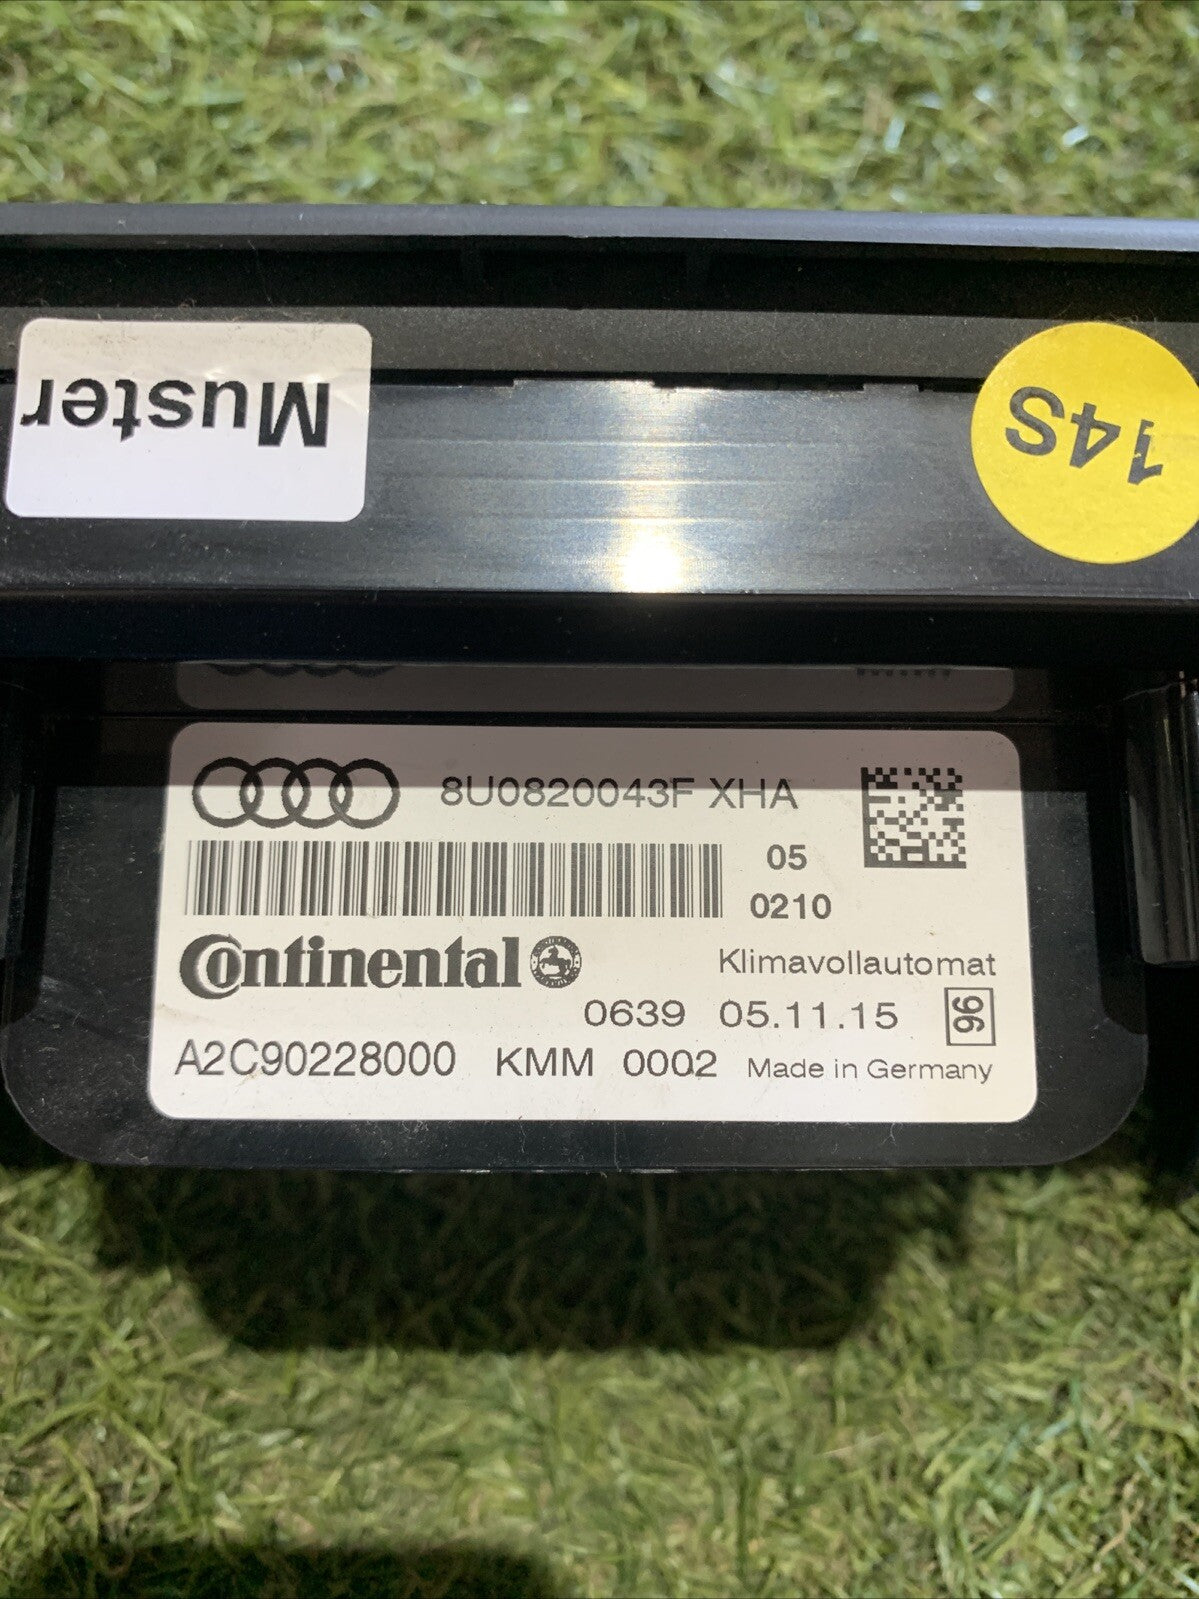 Muster
14S
8U0820043F XHA
05
0210
Continental
Klimavollautomat
0639 05.11.15 96
A2C90228000 KMM 0002 Made in Germany